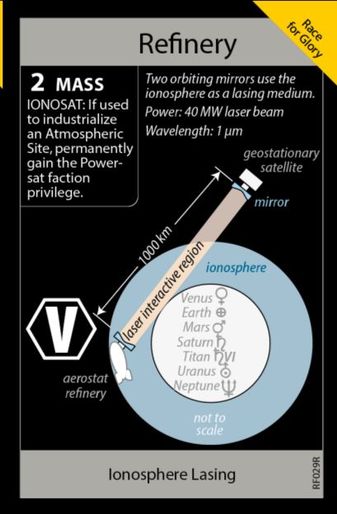 Race
for Glory
Refinery
2 MASS
IONOSAT: If used
to industrialize
an Atmospheric
Site, permanently
gain the Power-
sat faction
privilege.
Two orbiting mirrors use the
ionosphere as a lasing medium.
Power: 40 MW laser beam
Wavelength: 1 μm
geostationary
satellite
mirror
1000 km
laser interactive region
ionosphere
V
Venus ♀
Earth ⊕
Mars ♂
Saturn ♄
Titan ♄VI
Uranus ⛢
Neptune ♆
aerostat
refinery
not to
scale
Ionosphere Lasing
RF029R